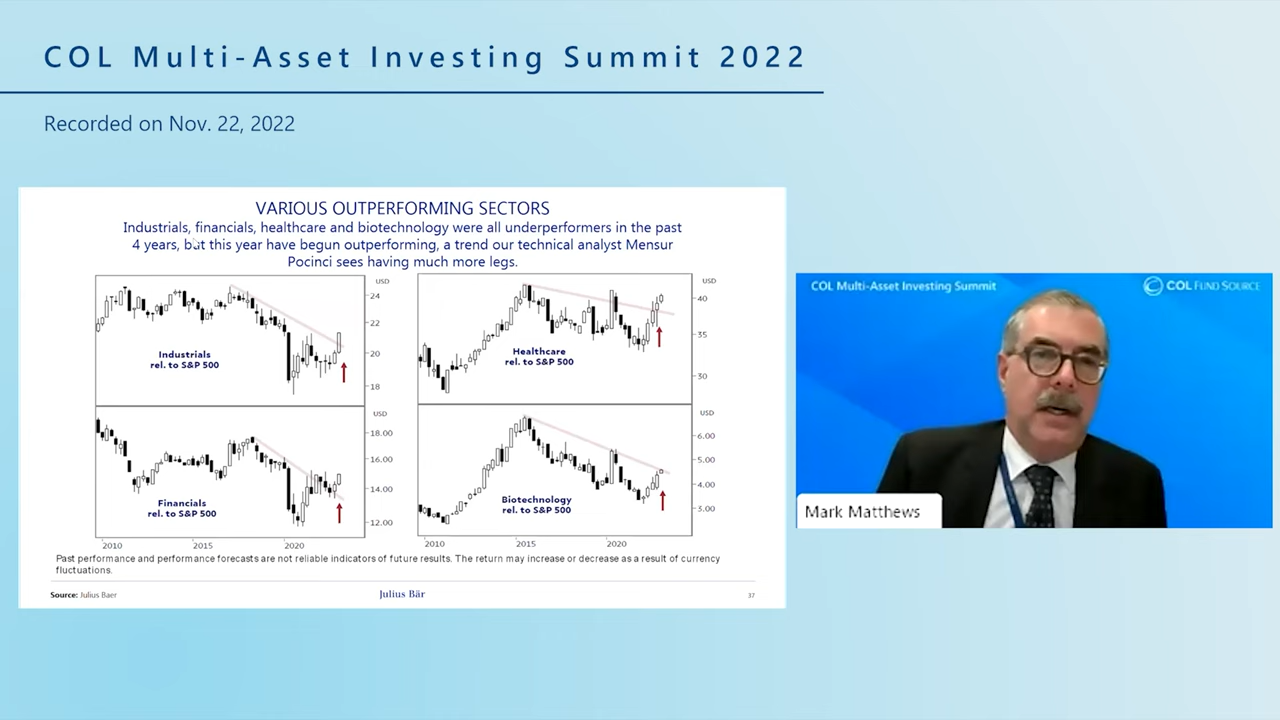 COL Multi-Asset Investing Summit 2022
Recorded on Nov. 22, 2022
VARIOUS OUTPERFORMING SECTORS
Industrials, financials, healthcare and biotechnology were all underperformers in the past
4 years, but this year have begun outperforming, a trend our technical analyst Mensur
Pocinci sees having much more legs.
USD
24
22
20
18
Industrials
rel. to S&P 500
USD
40
35
30
Healthcare
rel. to S&P 500
USD
18.00
16.00
14.00
12.00
Financials
rel. to S&P 500
2010 2015 2020
USD
6.00
5.00
4.00
3.00
Biotechnology
rel. to S&P 500
2010 2015 2020
Past performance and performance forecasts are not reliable indicators of future results. The return may increase or decrease as a result of currency
fluctuations.
Source: Julius Baer
Julius Bär
37
COL Multi-Asset Investing Summit
COL FUND SOURCE
Mark Matthews